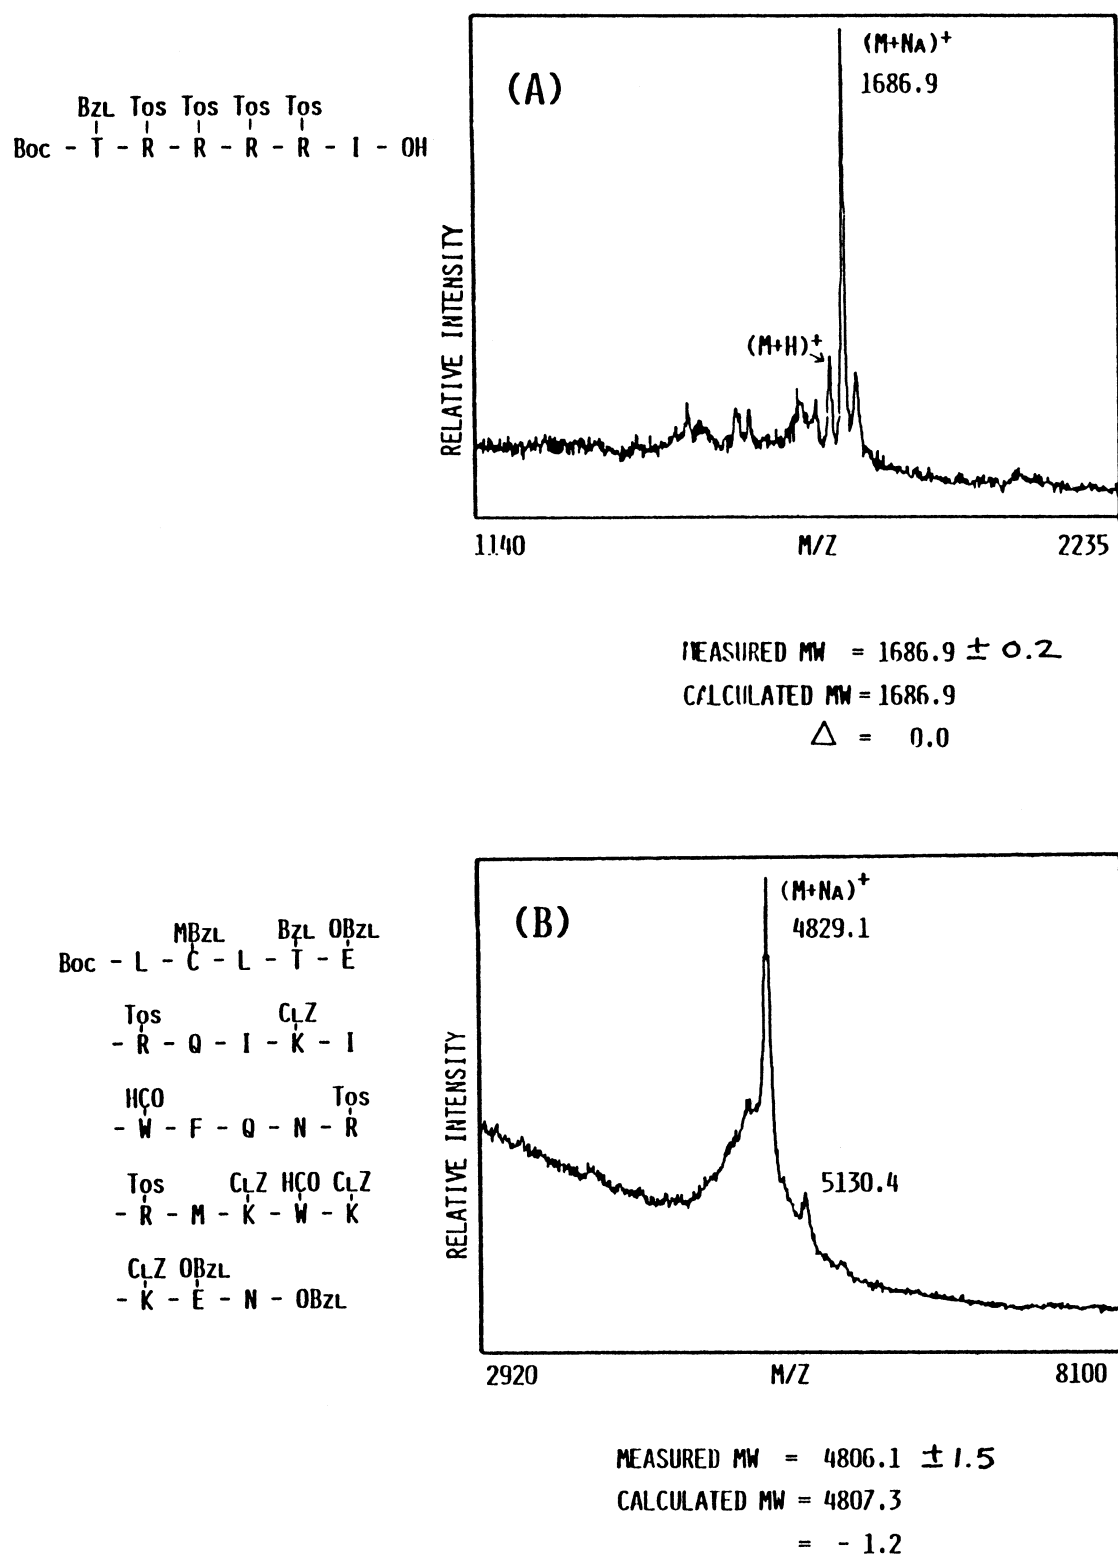 BZL Tos Tos Tos Tos
Boc - T - R - R - R - R - I - OH
(A)
(M+NA)+
1686.9
(M+H)+
RELATIVE INTENSITY
1140 M/Z 2235
MEASURED MW = 1686.9 ± 0.2
CALCULATED MW = 1686.9
△ = 0.0
MBZL BZL OBZL
Boc - L - C - L - T - E
Tos CLZ
- R - Q - I - K - I
HCO Tos
- W - F - Q - N - R
Tos CLZ HCO CLZ
- R - M - K - W - K
CLZ OBZL
- K - E - N - OBZL
(B)
(M+NA)+
4829.1
5130.4
RELATIVE INTENSITY
2920 M/Z 8100
MEASURED MW = 4806.1 ± 1.5
CALCULATED MW = 4807.3
= - 1.2